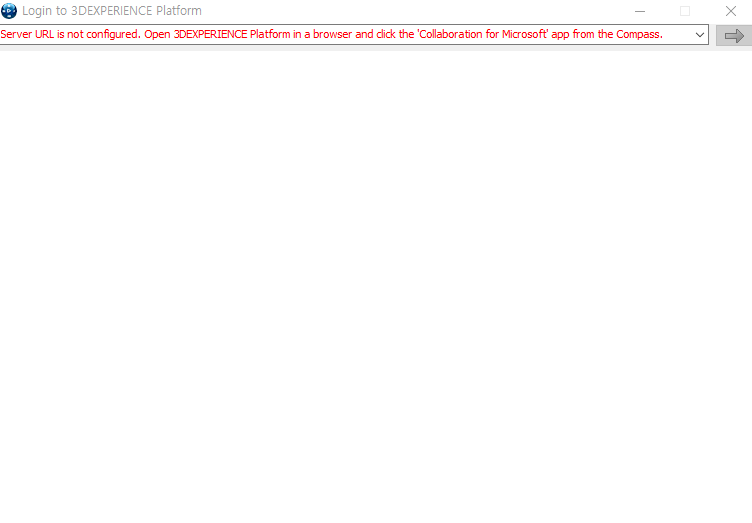 Login to 3DEXPERIENCE Platform
Server URL is not configured. Open 3DEXPERIENCE Platform in a browser and click the 'Collaboration for Microsoft' app from the Compass.